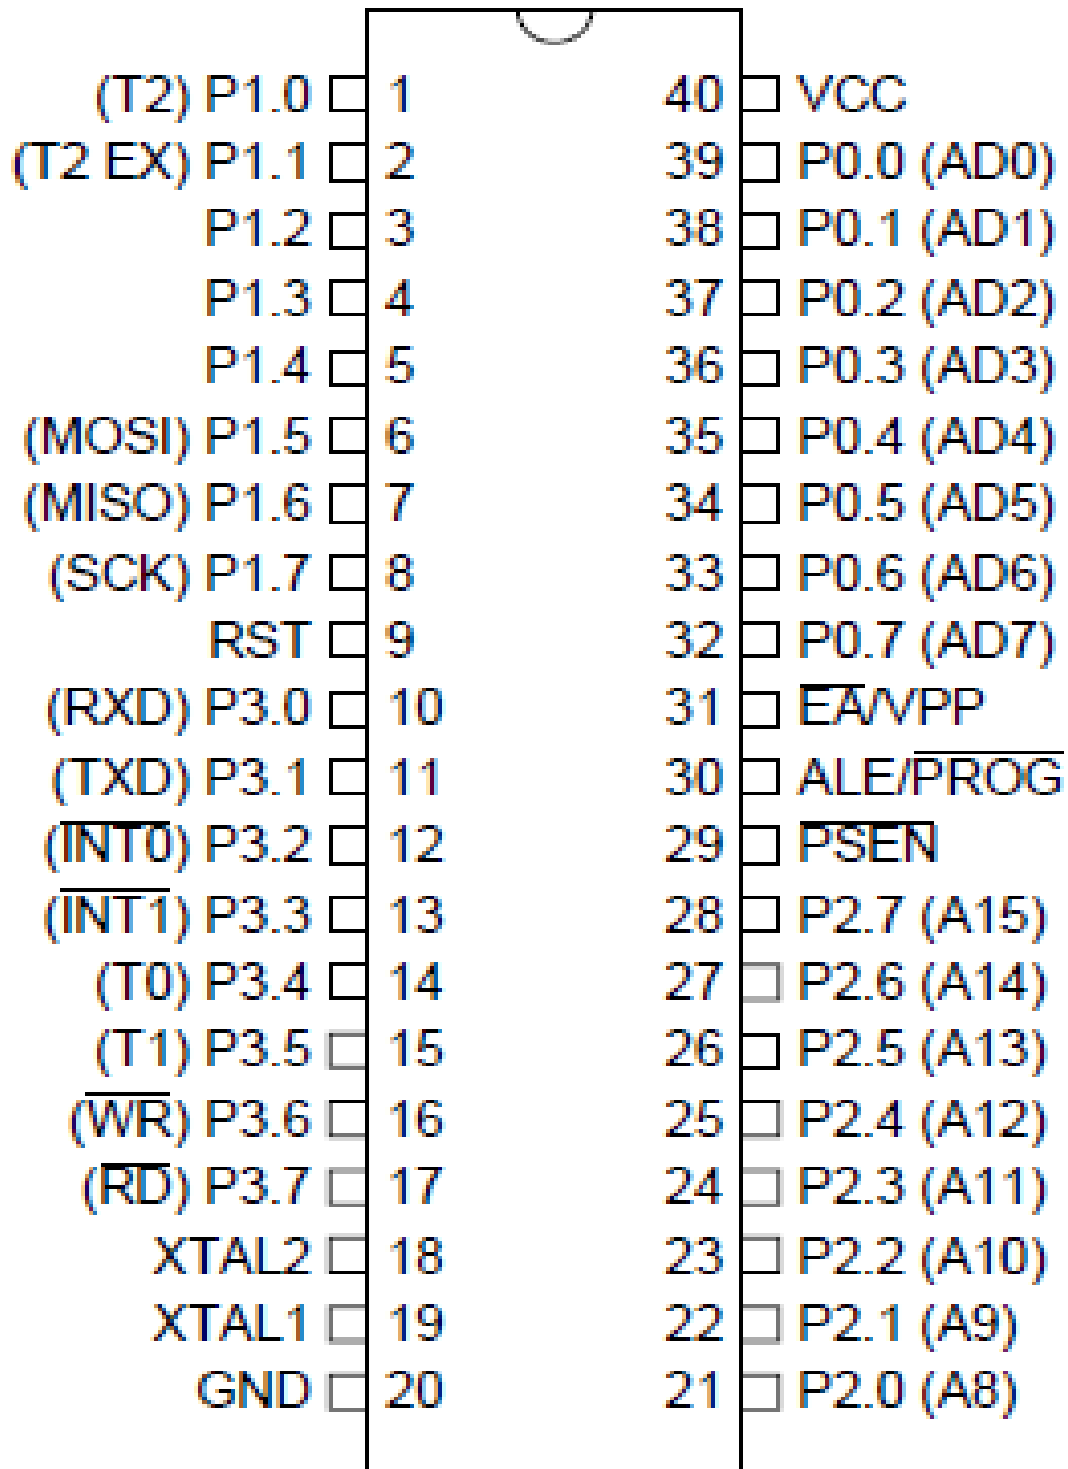 (T2) P1.0 1 40 VCC
(T2 EX) P1.1 2 39 P0.0 (AD0)
P1.2 3 38 P0.1 (AD1)
P1.3 4 37 P0.2 (AD2)
P1.4 5 36 P0.3 (AD3)
(MOSI) P1.5 6 35 P0.4 (AD4)
(MISO) P1.6 7 34 P0.5 (AD5)
(SCK) P1.7 8 33 P0.6 (AD6)
RST 9 32 P0.7 (AD7)
(RXD) P3.0 10 31 E̅A̅/VPP
(TXD) P3.1 11 30 ALE/P̅R̅O̅G̅
(I̅N̅T̅0̅) P3.2 12 29 P̅S̅E̅N̅
(I̅N̅T̅1̅) P3.3 13 28 P2.7 (A15)
(T0) P3.4 14 27 P2.6 (A14)
(T1) P3.5 15 26 P2.5 (A13)
(W̅R̅) P3.6 16 25 P2.4 (A12)
(R̅D̅) P3.7 17 24 P2.3 (A11)
XTAL2 18 23 P2.2 (A10)
XTAL1 19 22 P2.1 (A9)
GND 20 21 P2.0 (A8)